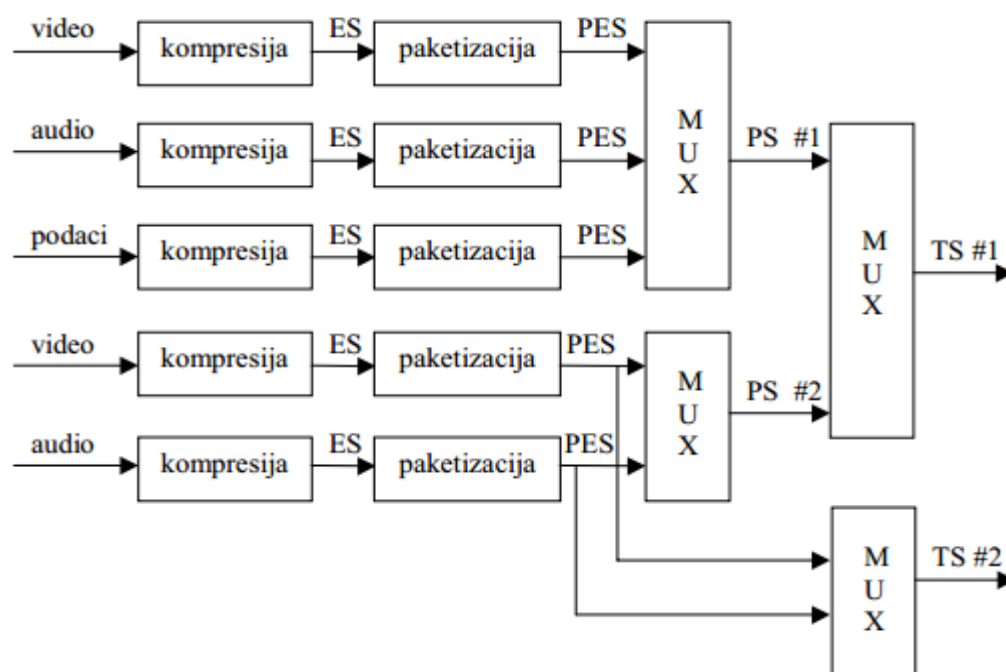 video ES PES
kompresija paketizacija
audio ES PES
kompresija paketizacija
M
U
X
PS #1
podaci ES PES
kompresija paketizacija
M
U
X
TS #1
video ES PES
kompresija paketizacija
M
U
X
PS #2
audio ES PES
kompresija paketizacija
M
U
X
TS #2